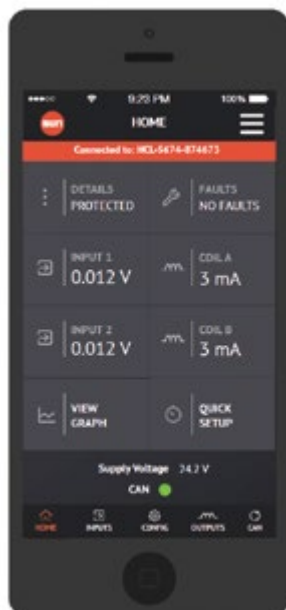 9:23 PM
100%
HOME
Connected to: HCL-5674-874673
DETAILS
PROTECTED
FAULTS
NO FAULTS
INPUT 1
0.012 V
COIL A
3 mA
INPUT 2
0.012 V
COIL B
3 mA
VIEW
GRAPH
QUICK
SETUP
Supply Voltage 24.2 V
CAN
HOME
INPUTS
CONFIG
OUTPUTS
CAN